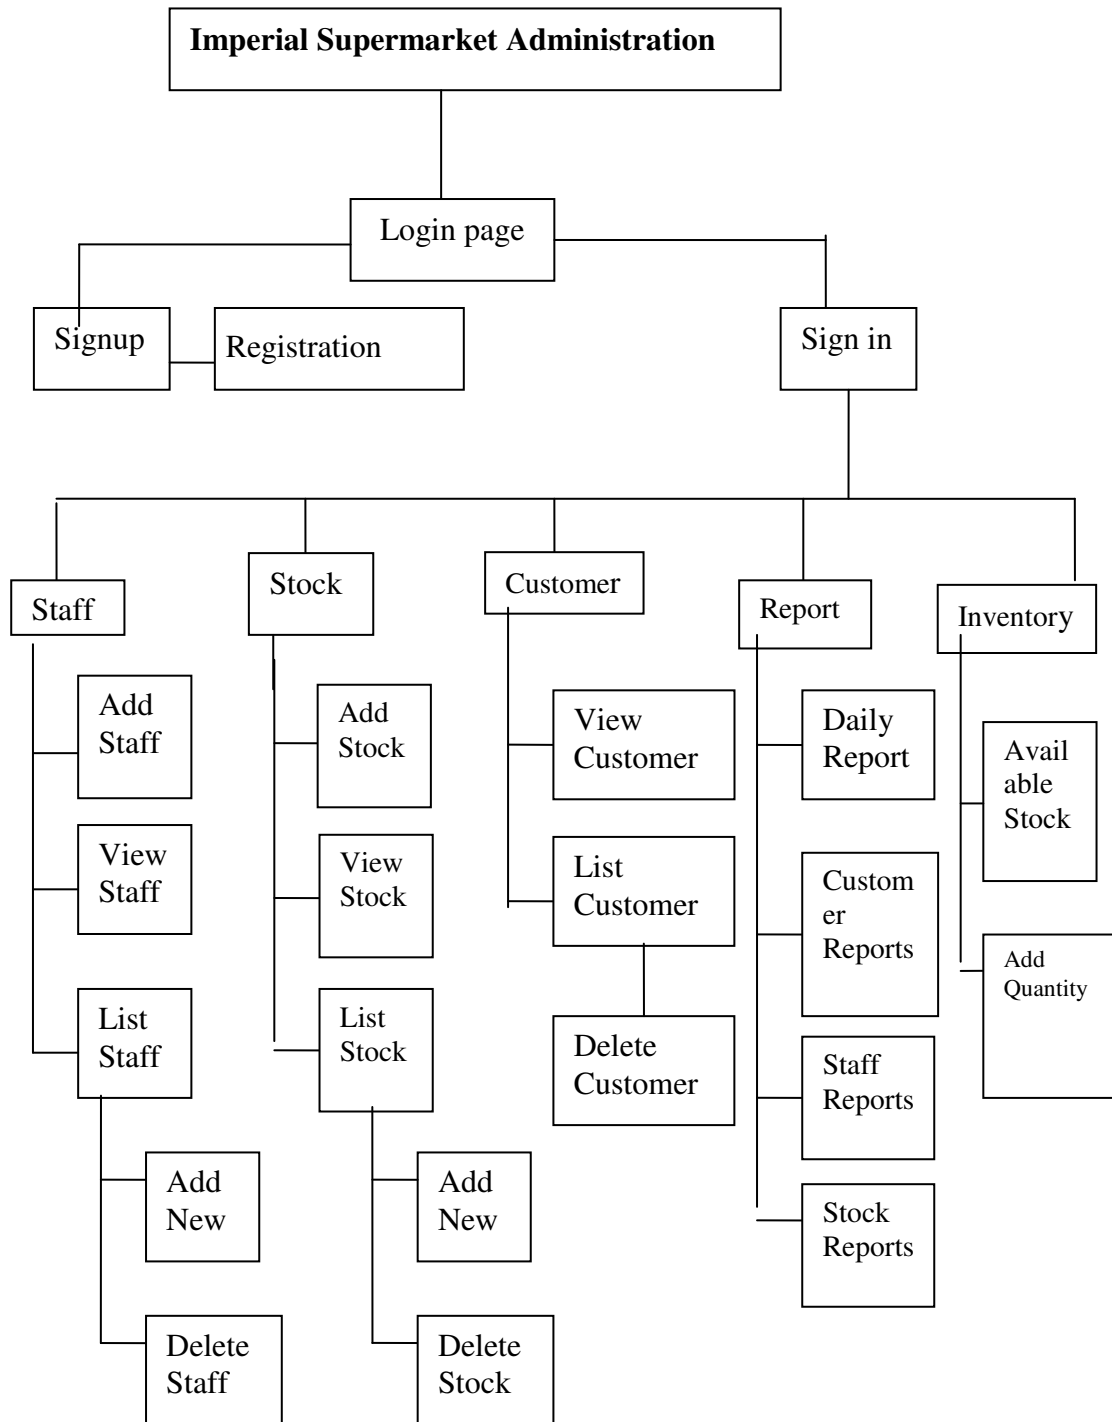 Imperial Supermarket Administration
Login page
Signup
Registration
Sign in
Staff
Stock
Customer
Report
Inventory
Add
Staff
View
Staff
List
Staff
Add
New
Delete
Staff
Add
Stock
View
Stock
List
Stock
Add
New
Delete
Stock
View
Customer
List
Customer
Delete
Customer
Daily
Report
Custom
er
Reports
Staff
Reports
Stock
Reports
Avail
able
Stock
Add
Quantity